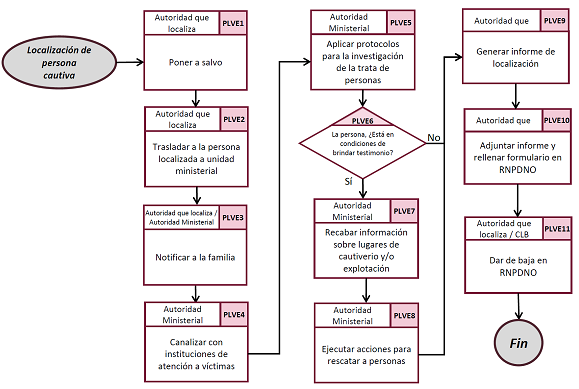 Localización de
persona
cautiva
Autoridad que
localiza
PLVE1
Poner a salvo
Autoridad que
localiza
PLVE2
Trasladar a la persona
localizada a unidad
ministerial
Autoridad que localiza /
Autoridad Ministerial
PLVE3
Notificar a la familia
Autoridad Ministerial
PLVE4
Canalizar con
instituciones de
atención a víctimas
Autoridad
Ministerial
PLVE5
Aplicar protocolos
para la investigación
de la trata de
personas
PLVE6
La persona, ¿Está en
condiciones de
brindar testimonio?
No
Sí
Autoridad
Ministerial
PLVE7
Recabar información
sobre lugares de
cautiverio y/o
explotación
Autoridad
Ministerial
PLVE8
Ejecutar acciones para
rescatar a personas
Autoridad que
PLVE9
Generar informe de
localización
Autoridad que
PLVE10
Adjuntar informe y
rellenar formulario en
RNPDNO
Autoridad que
localiza / CLB
PLVE11
Dar de baja en
RNPDNO
Fin